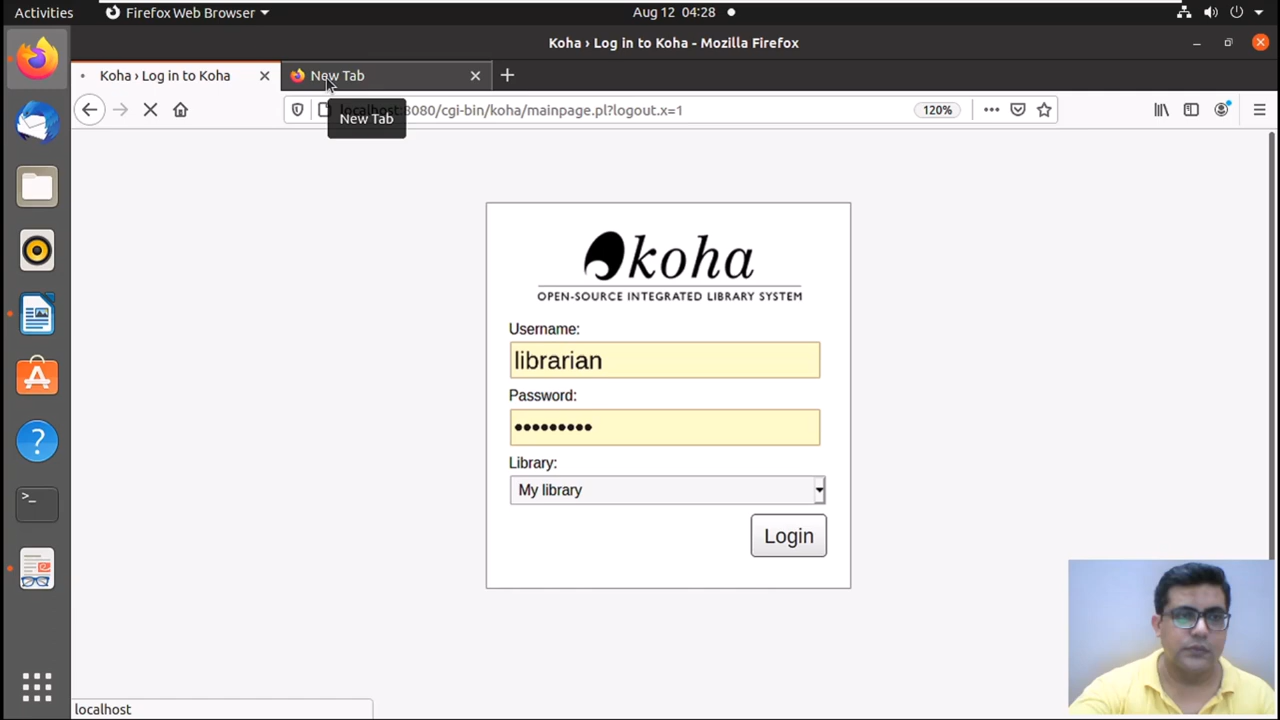 Activities
Firefox Web Browser
Aug 12 04:28
Koha › Log in to Koha - Mozilla Firefox
Koha › Log in to Koha
New Tab
localhost:8080/cgi-bin/koha/mainpage.pl?logout.x=1
120%
New Tab
koha
OPEN-SOURCE INTEGRATED LIBRARY SYSTEM
Username:
librarian
Password:
•••••••••
Library:
My library
Login
localhost